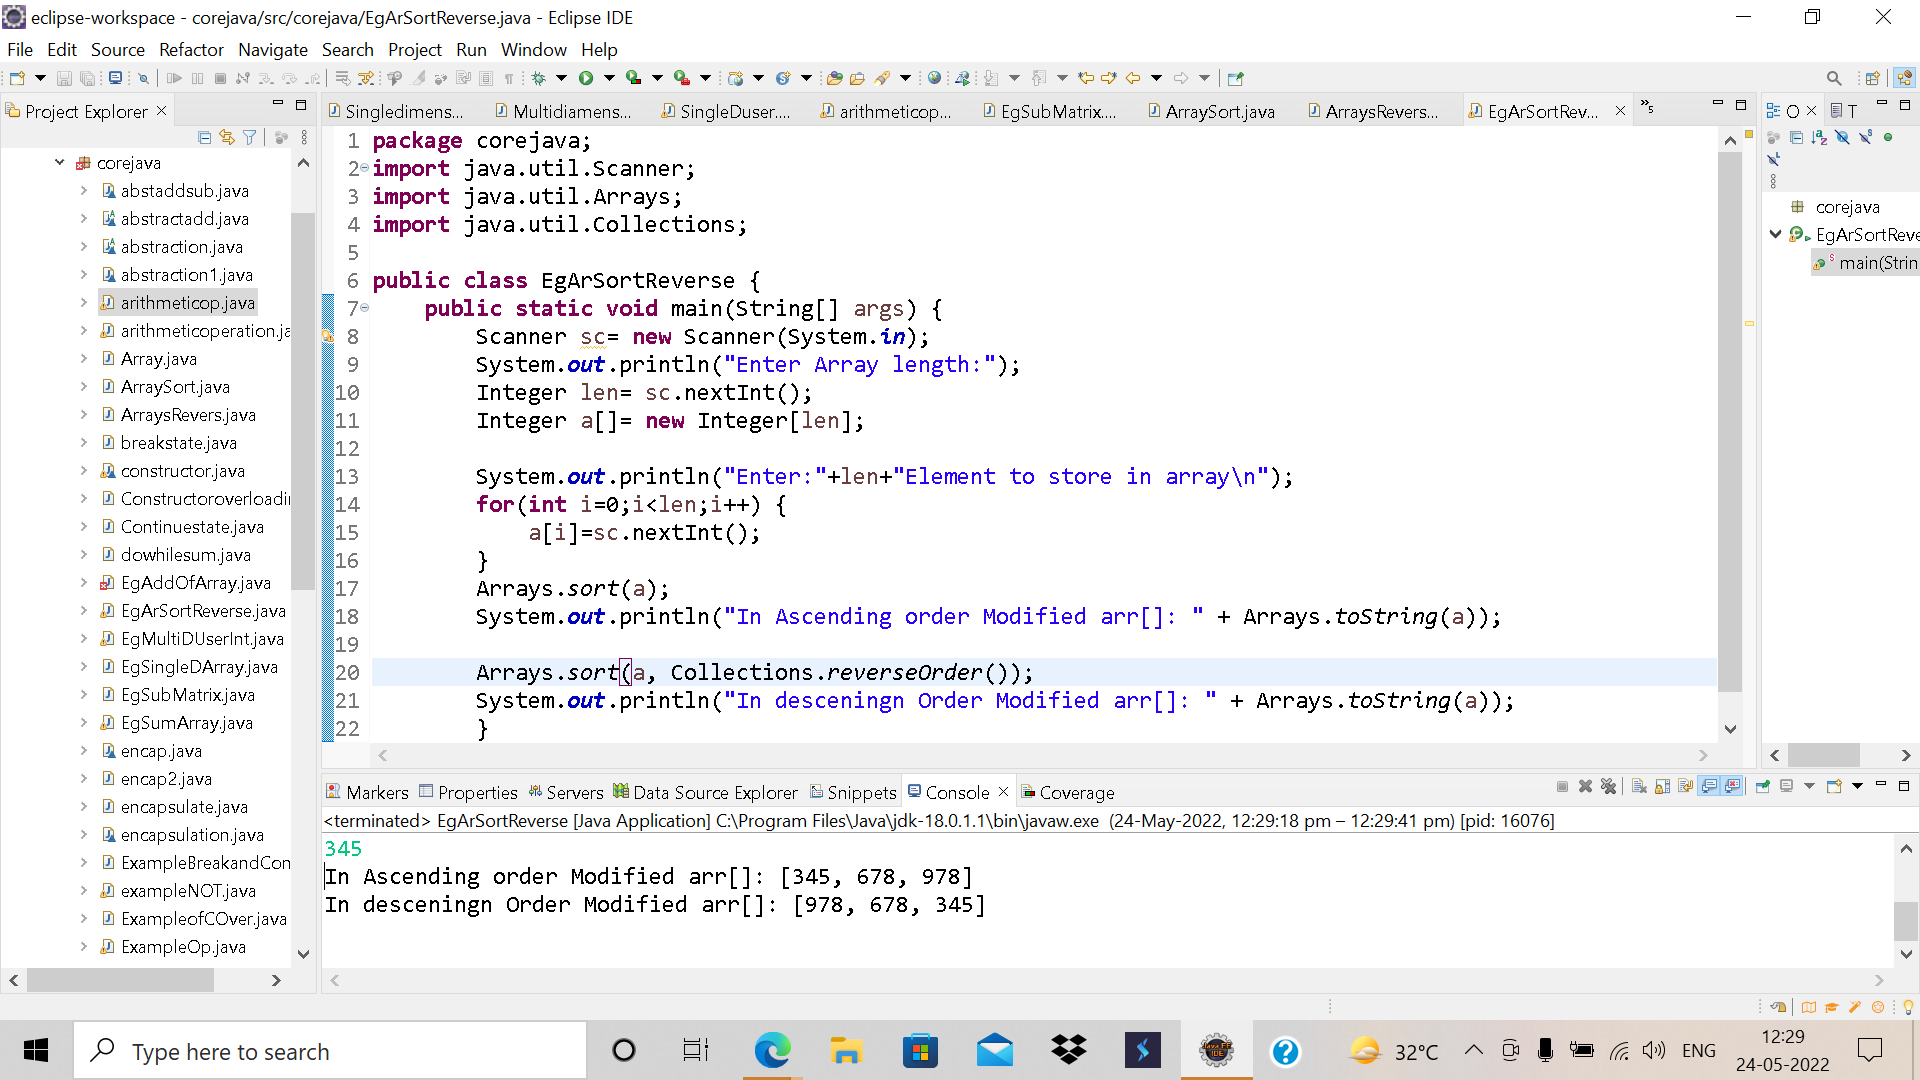 eclipse-workspace - corejava/src/corejava/EgArSortReverse.java - Eclipse IDE
File Edit Source Refactor Navigate Search Project Run Window Help
Project Explorer
corejava
abstaddsub.java
abstractadd.java
abstraction.java
abstraction1.java
arithmeticop.java
arithmeticoperation.ja
Array.java
ArraySort.java
ArraysRevers.java
breakstate.java
constructor.java
Constructoroverloadin
Continuestate.java
dowhilesum.java
EgAddOfArray.java
EgArSortReverse.java
EgMultiDUserInt.java
EgSingleDArray.java
EgSubMatrix.java
EgSumArray.java
encap.java
encap2.java
encapsulate.java
encapsulation.java
ExampleBreakandCon
exampleNOT.java
ExampleofCOver.java
ExampleOp.java
Singledimens... Multidiamens... SingleDuser.... arithmeticop... EgSubMatrix.... ArraySort.java ArraysRevers... EgArSortRev... »5
1 package corejava;
2 import java.util.Scanner;
3 import java.util.Arrays;
4 import java.util.Collections;
5
6 public class EgArSortReverse {
7 public static void main(String[] args) {
8 Scanner sc= new Scanner(System.in);
9 System.out.println("Enter Array length:");
10 Integer len= sc.nextInt();
11 Integer a[]= new Integer[len];
12
13 System.out.println("Enter:"+len+"Element to store in array\n");
14 for(int i=0;i<len;i++) {
15 a[i]=sc.nextInt();
16 }
17 Arrays.sort(a);
18 System.out.println("In Ascending order Modified arr[]: " + Arrays.toString(a));
19
20 Arrays.sort(a, Collections.reverseOrder());
21 System.out.println("In desceningn Order Modified arr[]: " + Arrays.toString(a));
22 }
O T
corejava
EgArSortReve
main(Strin
Markers Properties Servers Data Source Explorer Snippets Console Coverage
<terminated> EgArSortReverse [Java Application] C:\Program Files\Java\jdk-18.0.1.1\bin\javaw.exe (24-May-2022, 12:29:18 pm – 12:29:41 pm) [pid: 16076]
345
In Ascending order Modified arr[]: [345, 678, 978]
In desceningn Order Modified arr[]: [978, 678, 345]
Type here to search
32°C
ENG
12:29
24-05-2022